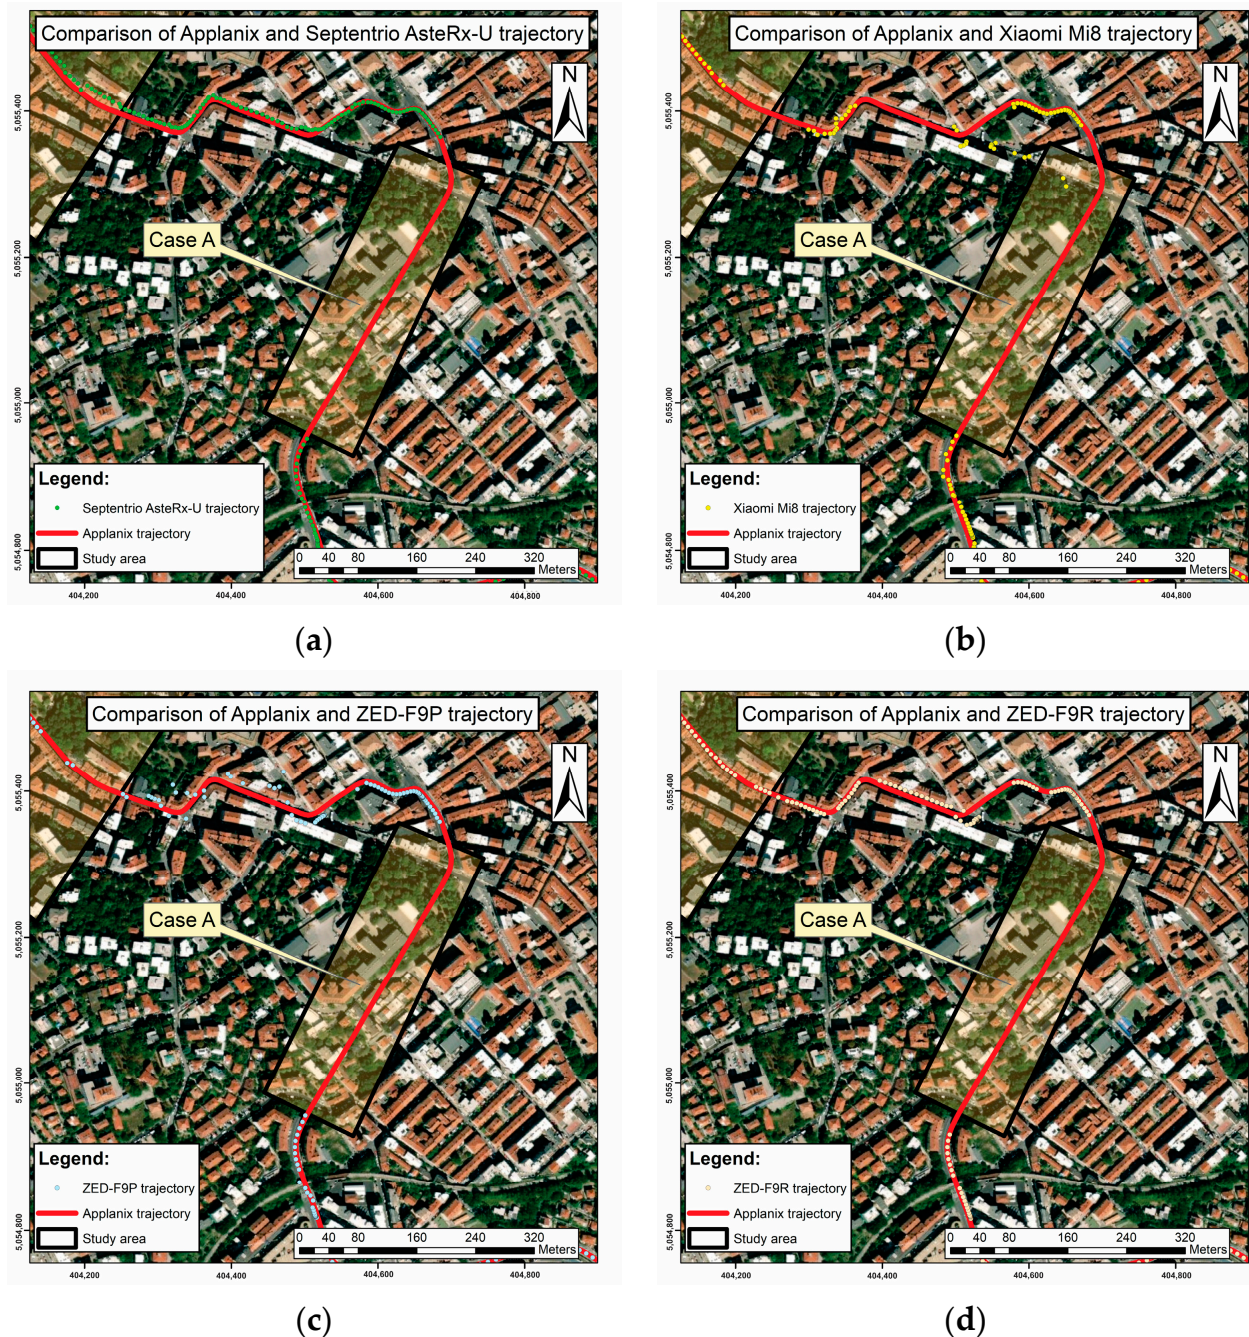 Comparison of Applanix and Septentrio AsteRx-U trajectory
N
5,055,400
5,055,200
5,055,000
5,054,800
Case A
Legend:
Septentrio AsteRx-U trajectory
Applanix trajectory
Study area
0 40 80 160 240 320
Meters
404,200 404,400 404,600 404,800
(a)
Comparison of Applanix and Xiaomi Mi8 trajectory
N
5,055,400
5,055,200
5,055,000
5,054,800
Case A
Legend:
Xiaomi Mi8 trajectory
Applanix trajectory
Study area
0 40 80 160 240 320
Meters
404,200 404,400 404,600 404,800
(b)
Comparison of Applanix and ZED-F9P trajectory
N
5,055,400
5,055,200
5,055,000
5,054,800
Case A
Legend:
ZED-F9P trajectory
Applanix trajectory
Study area
0 40 80 160 240 320
Meters
404,200 404,400 404,600 404,800
(c)
Comparison of Applanix and ZED-F9R trajectory
N
5,055,400
5,055,200
5,055,000
5,054,800
Case A
Legend:
ZED-F9R trajectory
Applanix trajectory
Study area
0 40 80 160 240 320
Meters
404,200 404,400 404,600 404,800
(d)